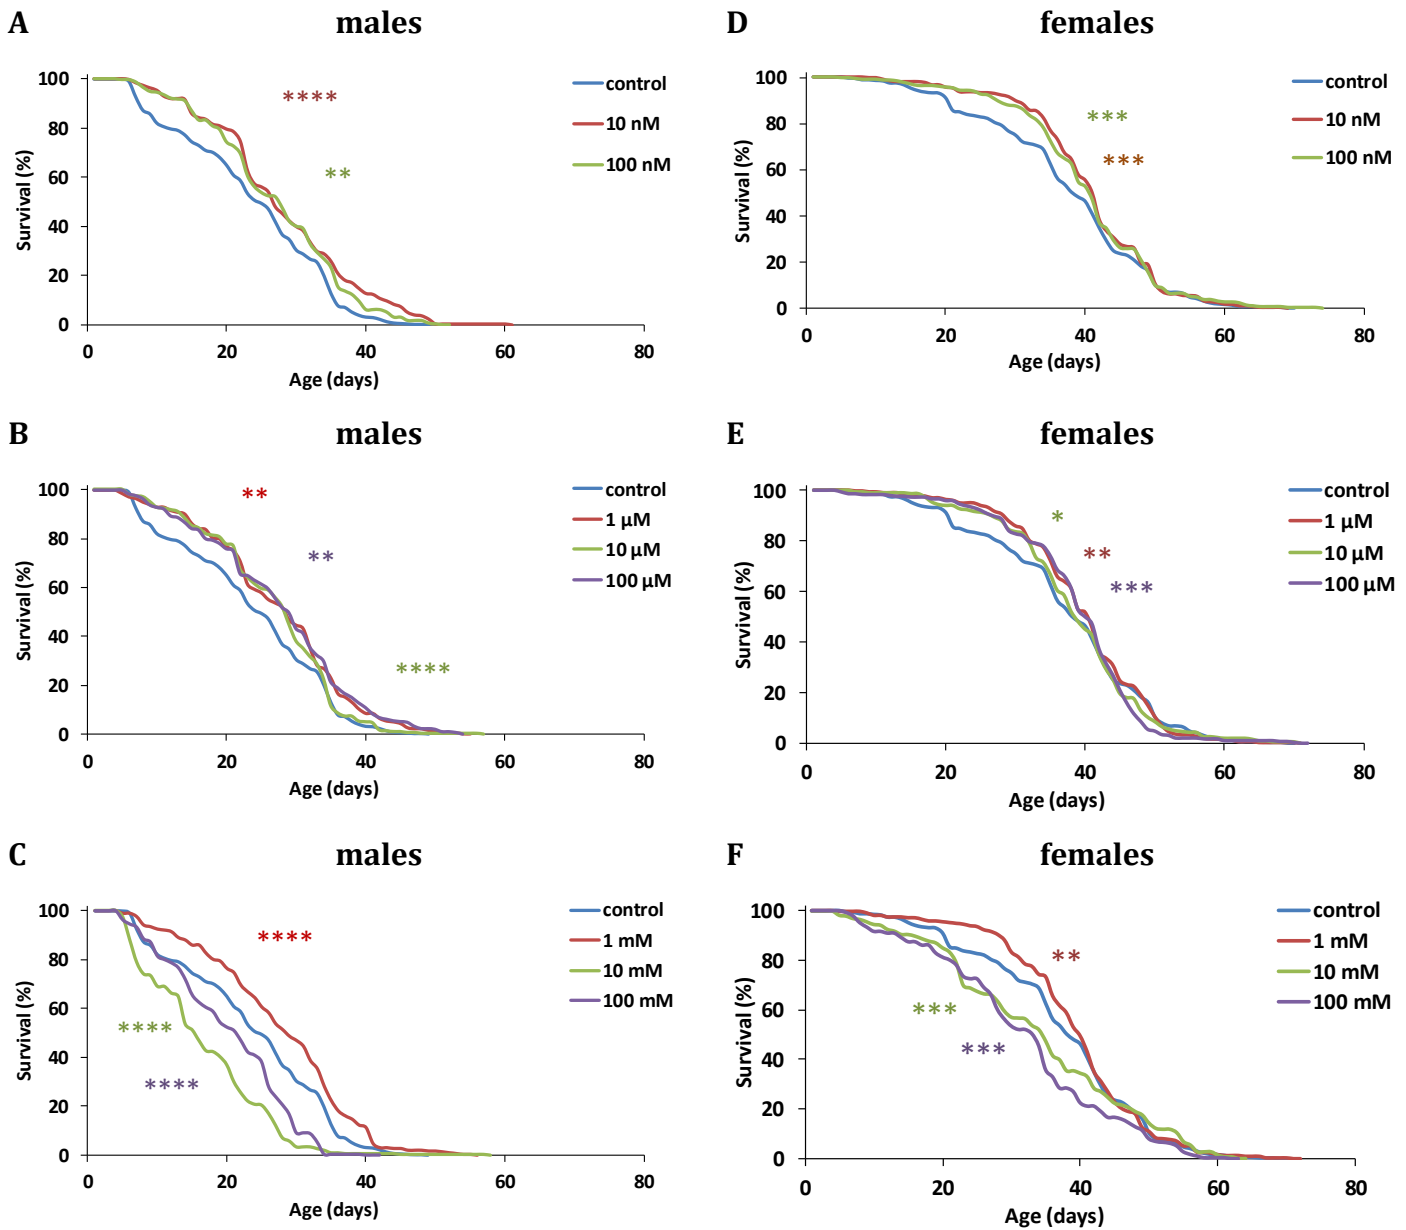 A
males
100
80
60
40
20
0
Survival (%)
0 20 40 60 80
Age (days)
****
**
control
10 nM
100 nM
D
females
100
80
60
40
20
0
Survival (%)
0 20 40 60 80
Age (days)
***
***
control
10 nM
100 nM
B
males
100
80
60
40
20
0
Survival (%)
0 20 40 60 80
Age (days)
**
**
****
control
1 µM
10 µM
100 µM
E
females
100
80
60
40
20
0
Survival (%)
0 20 40 60 80
Age (days)
*
**
***
control
1 µM
10 µM
100 µM
C
males
100
80
60
40
20
0
Survival (%)
0 20 40 60 80
Age (days)
****
****
****
control
1 mM
10 mM
100 mM
F
females
100
80
60
40
20
0
Survival (%)
0 20 40 60 80
Age (days)
**
***
***
control
1 mM
10 mM
100 mM